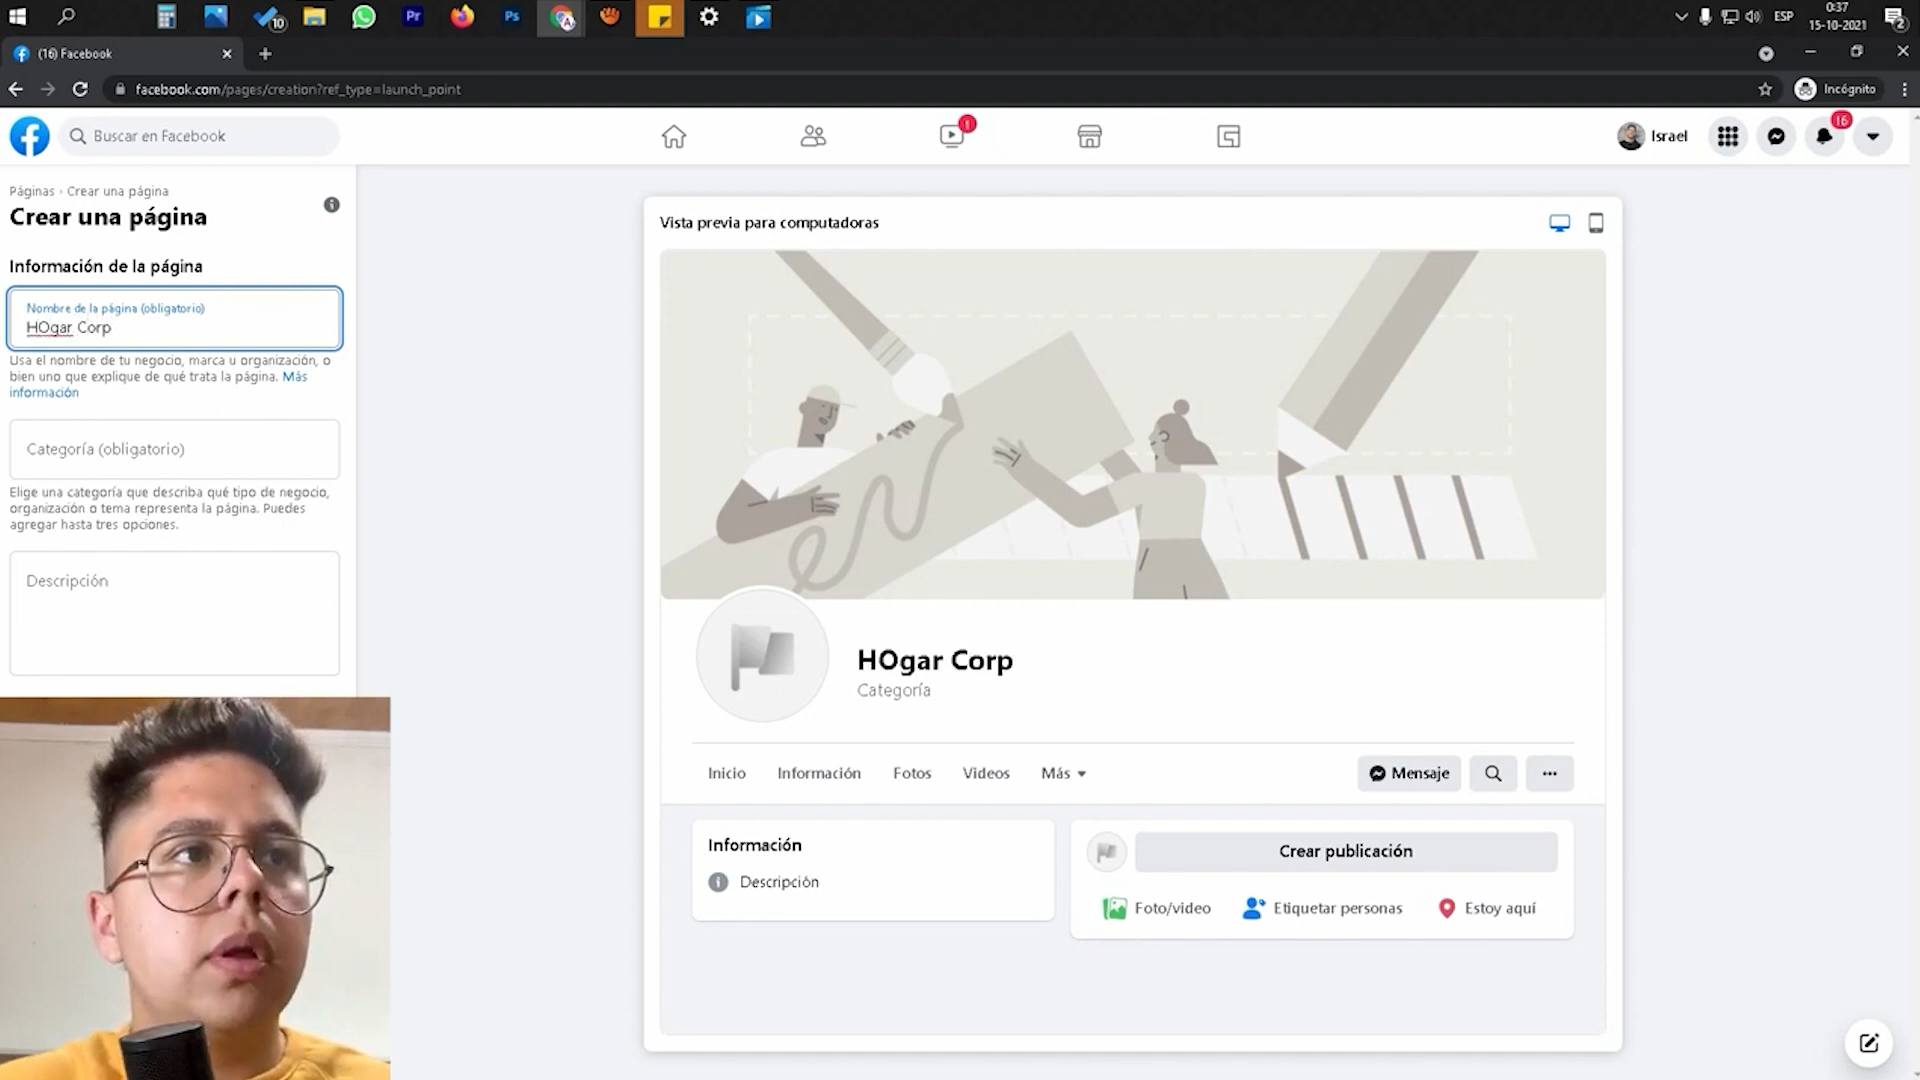 10
Pr
Ps
A
ESP
0:37
15-10-2021
2
(16) Facebook
facebook.com/pages/creation?ref_type=launch_point
Incógnito
Buscar en Facebook
1
Israel
16
Páginas › Crear una página
Crear una página
Información de la página
Nombre de la página (obligatorio)
HOgar Corp
Usa el nombre de tu negocio, marca u organización, o
bien uno que explique de qué trata la página. Más
información
Categoría (obligatorio)
Elige una categoría que describa qué tipo de negocio,
organización o tema representa la página. Puedes
agregar hasta tres opciones.
Descripción
Vista previa para computadoras
HOgar Corp
Categoría
Inicio Información Fotos Videos Más
Mensaje
Información
Descripción
Crear publicación
Foto/video Etiquetar personas Estoy aquí